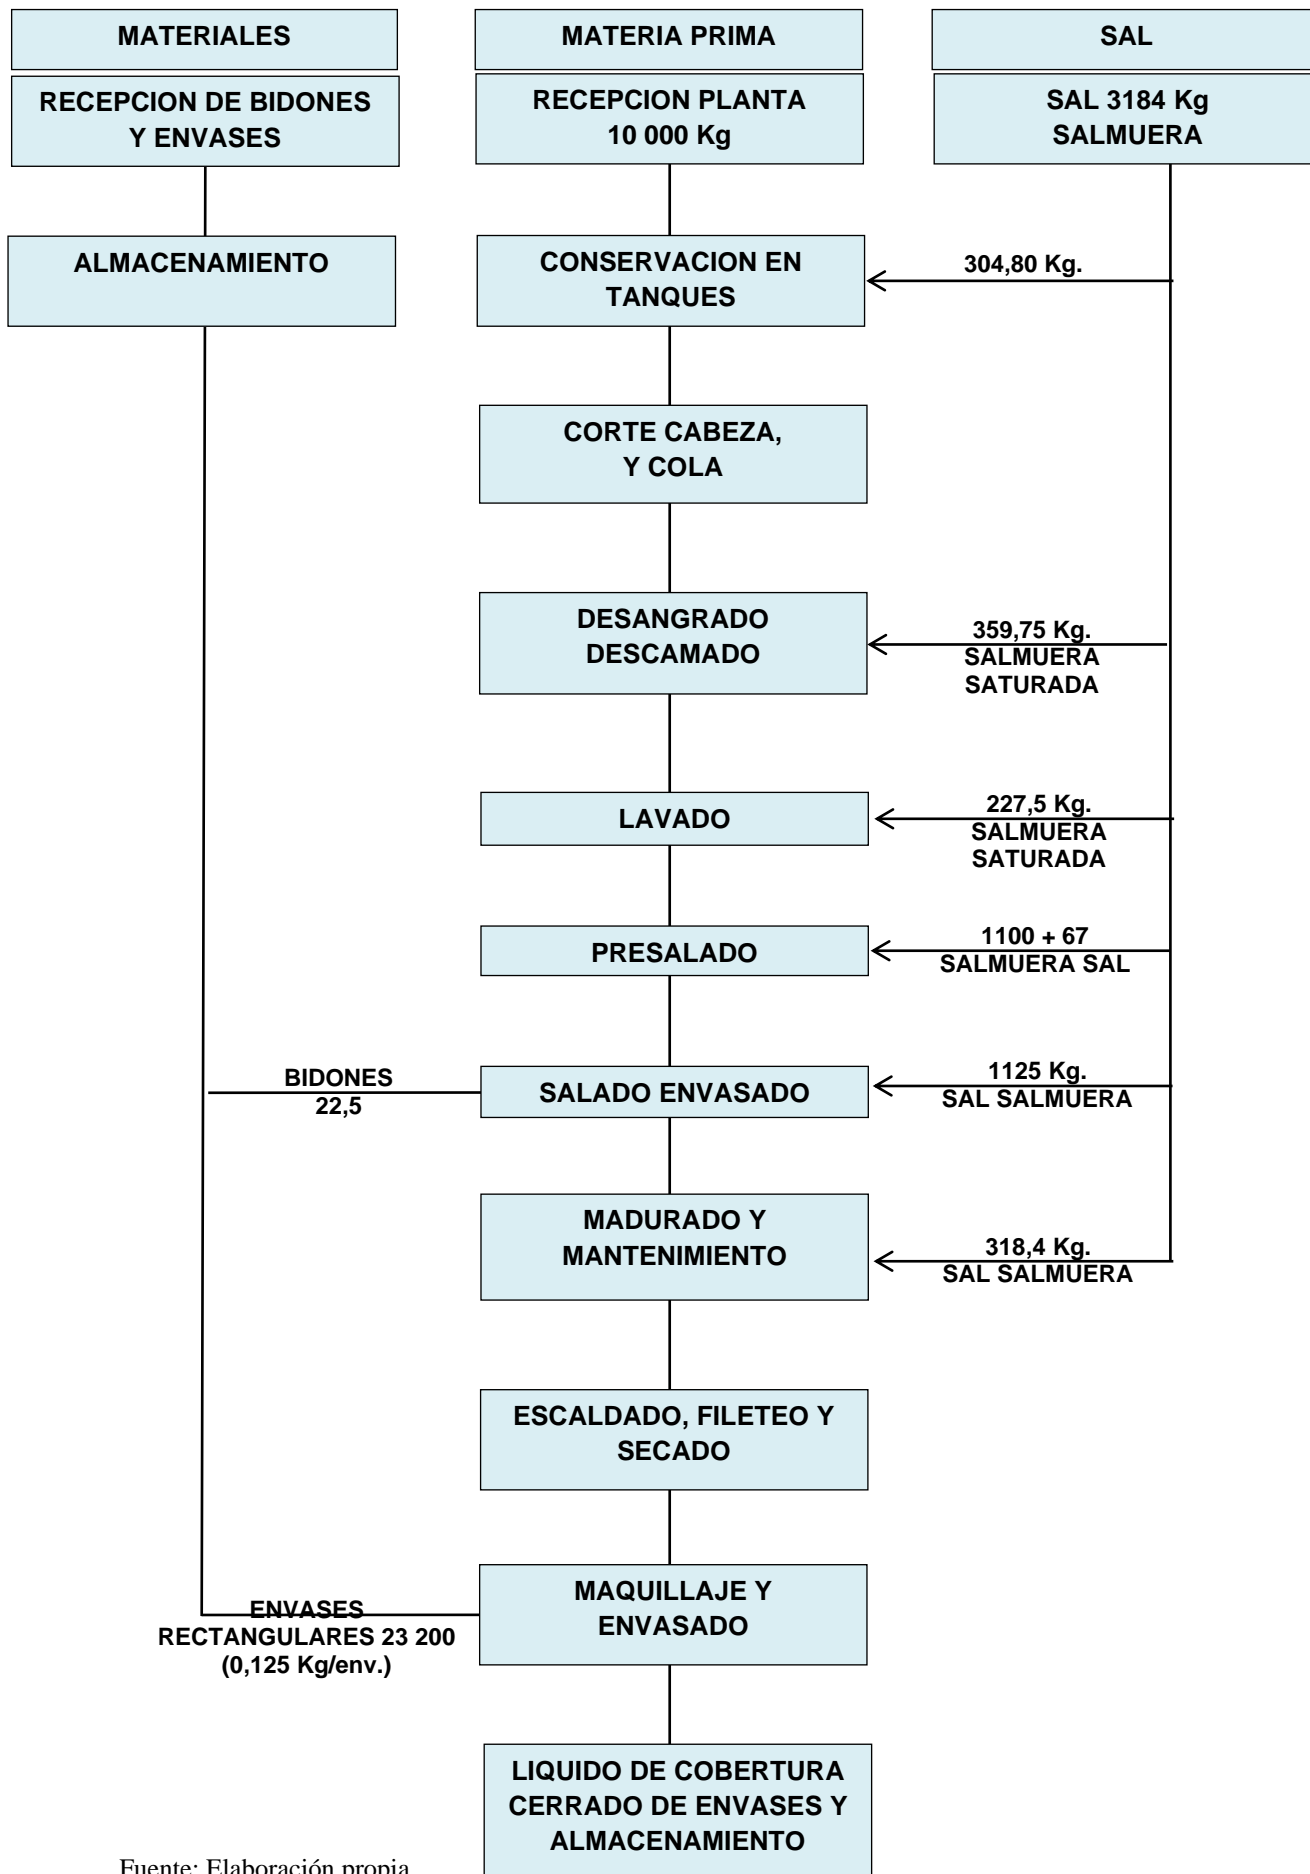 MATERIALES
MATERIA PRIMA
SAL
RECEPCION DE BIDONES
Y ENVASES
RECEPCION PLANTA
10 000 Kg
SAL 3184 Kg
SALMUERA
ALMACENAMIENTO
CONSERVACION EN
TANQUES
304,80 Kg.
CORTE CABEZA,
Y COLA
DESANGRADO
DESCAMADO
359,75 Kg.
SALMUERA
SATURADA
LAVADO
227,5 Kg.
SALMUERA
SATURADA
PRESALADO
1100 + 67
SALMUERA SAL
BIDONES
22,5
SALADO ENVASADO
1125 Kg.
SAL SALMUERA
MADURADO Y
MANTENIMIENTO
318,4 Kg.
SAL SALMUERA
ESCALDADO, FILETEO Y
SECADO
MAQUILLAJE Y
ENVASADO
ENVASES
RECTANGULARES 23 200
(0,125 Kg/env.)
LIQUIDO DE COBERTURA
CERRADO DE ENVASES Y
ALMACENAMIENTO
Fuente: Elaboración propia